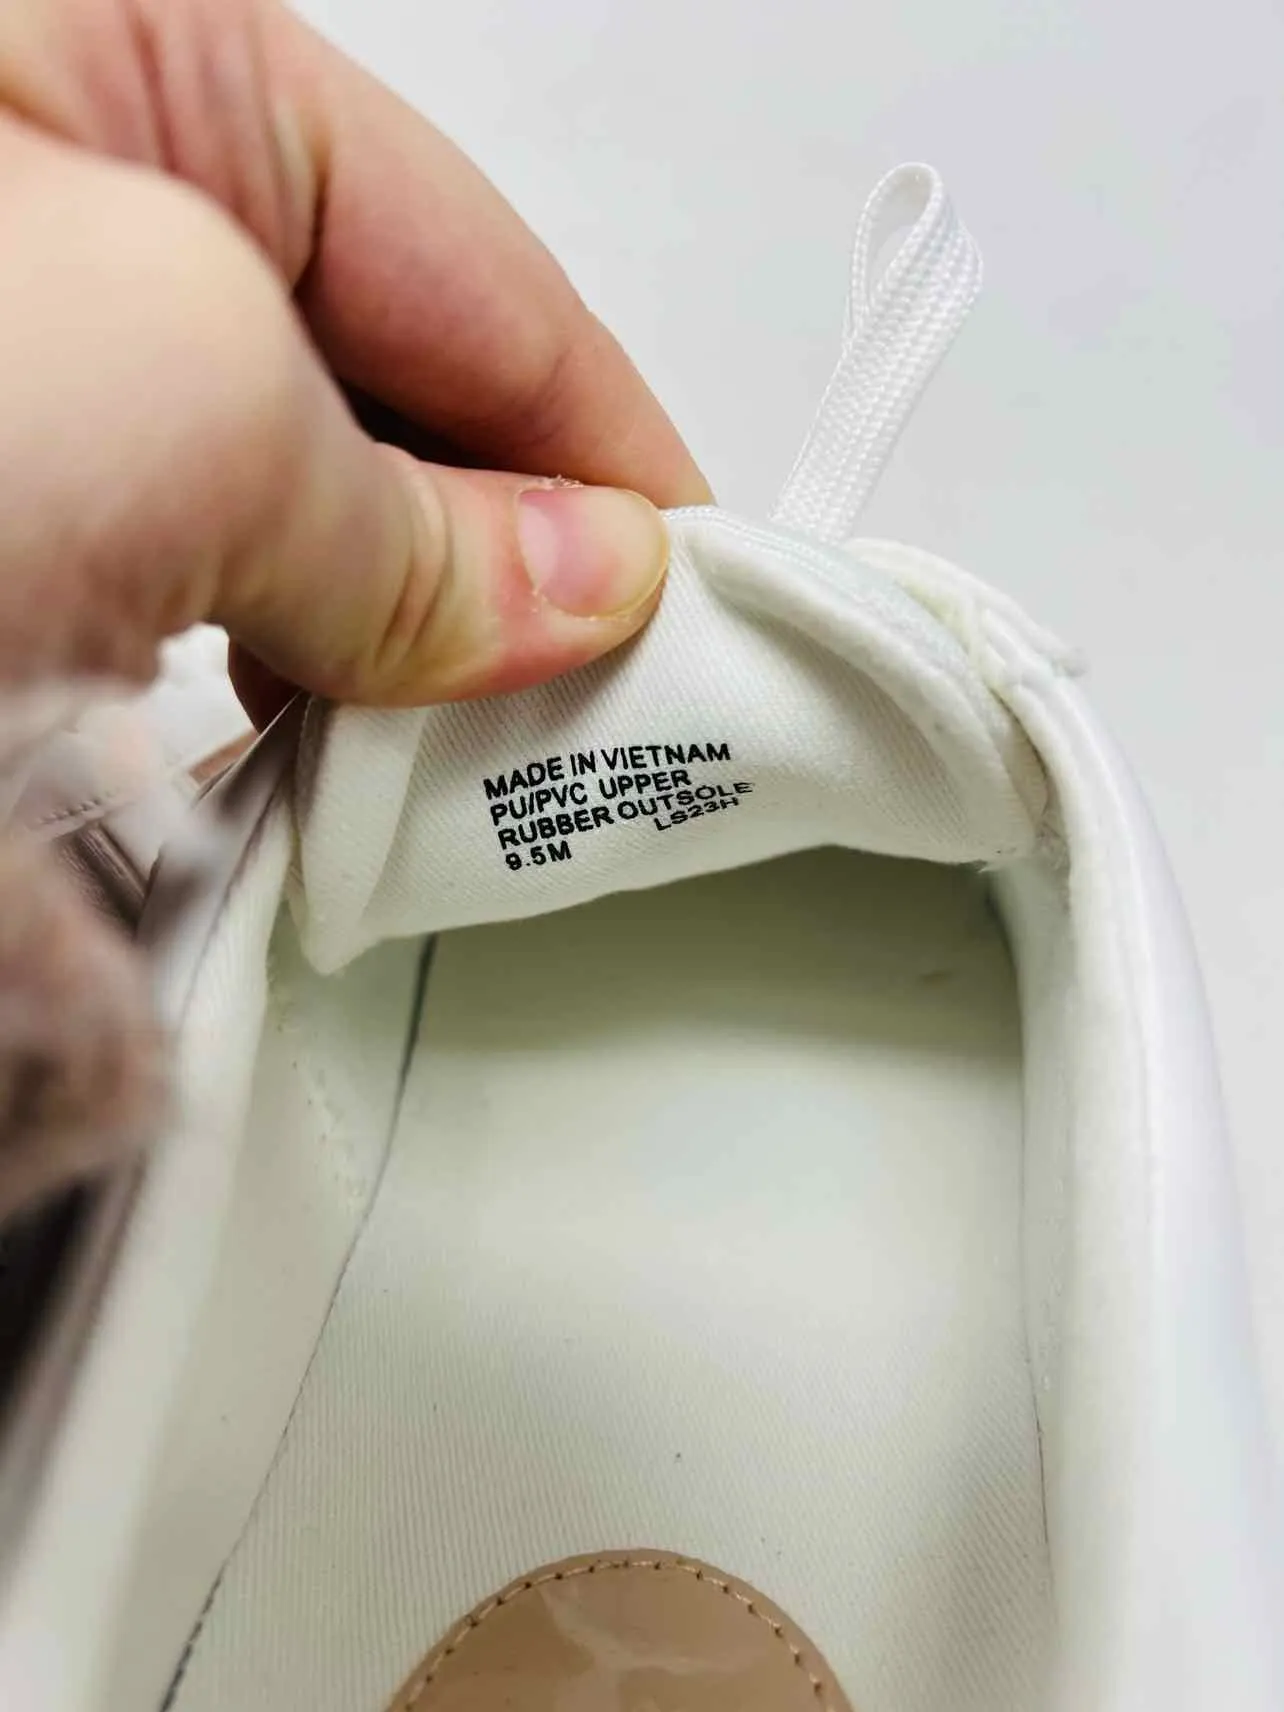 MADE IN VIETNAM
PU/PVC UPPER
RUBBER OUTSOLE
LS23H
9.5M